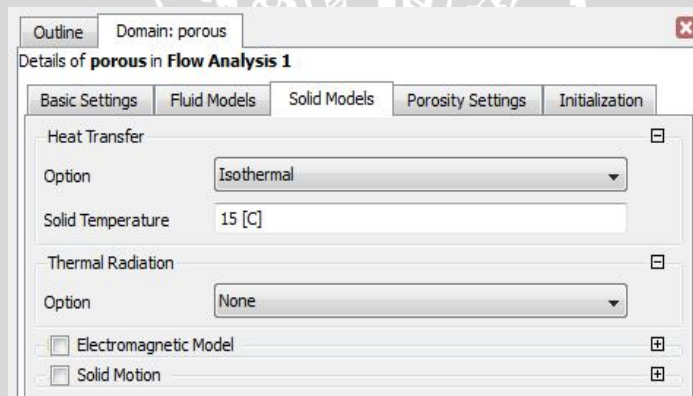 Outline Domain: porous
Details of porous in Flow Analysis 1
Basic Settings Fluid Models Solid Models Porosity Settings Initialization
Heat Transfer
Option Isothermal
Solid Temperature 15 [C]
Thermal Radiation
Option None
Electromagnetic Model
Solid Motion